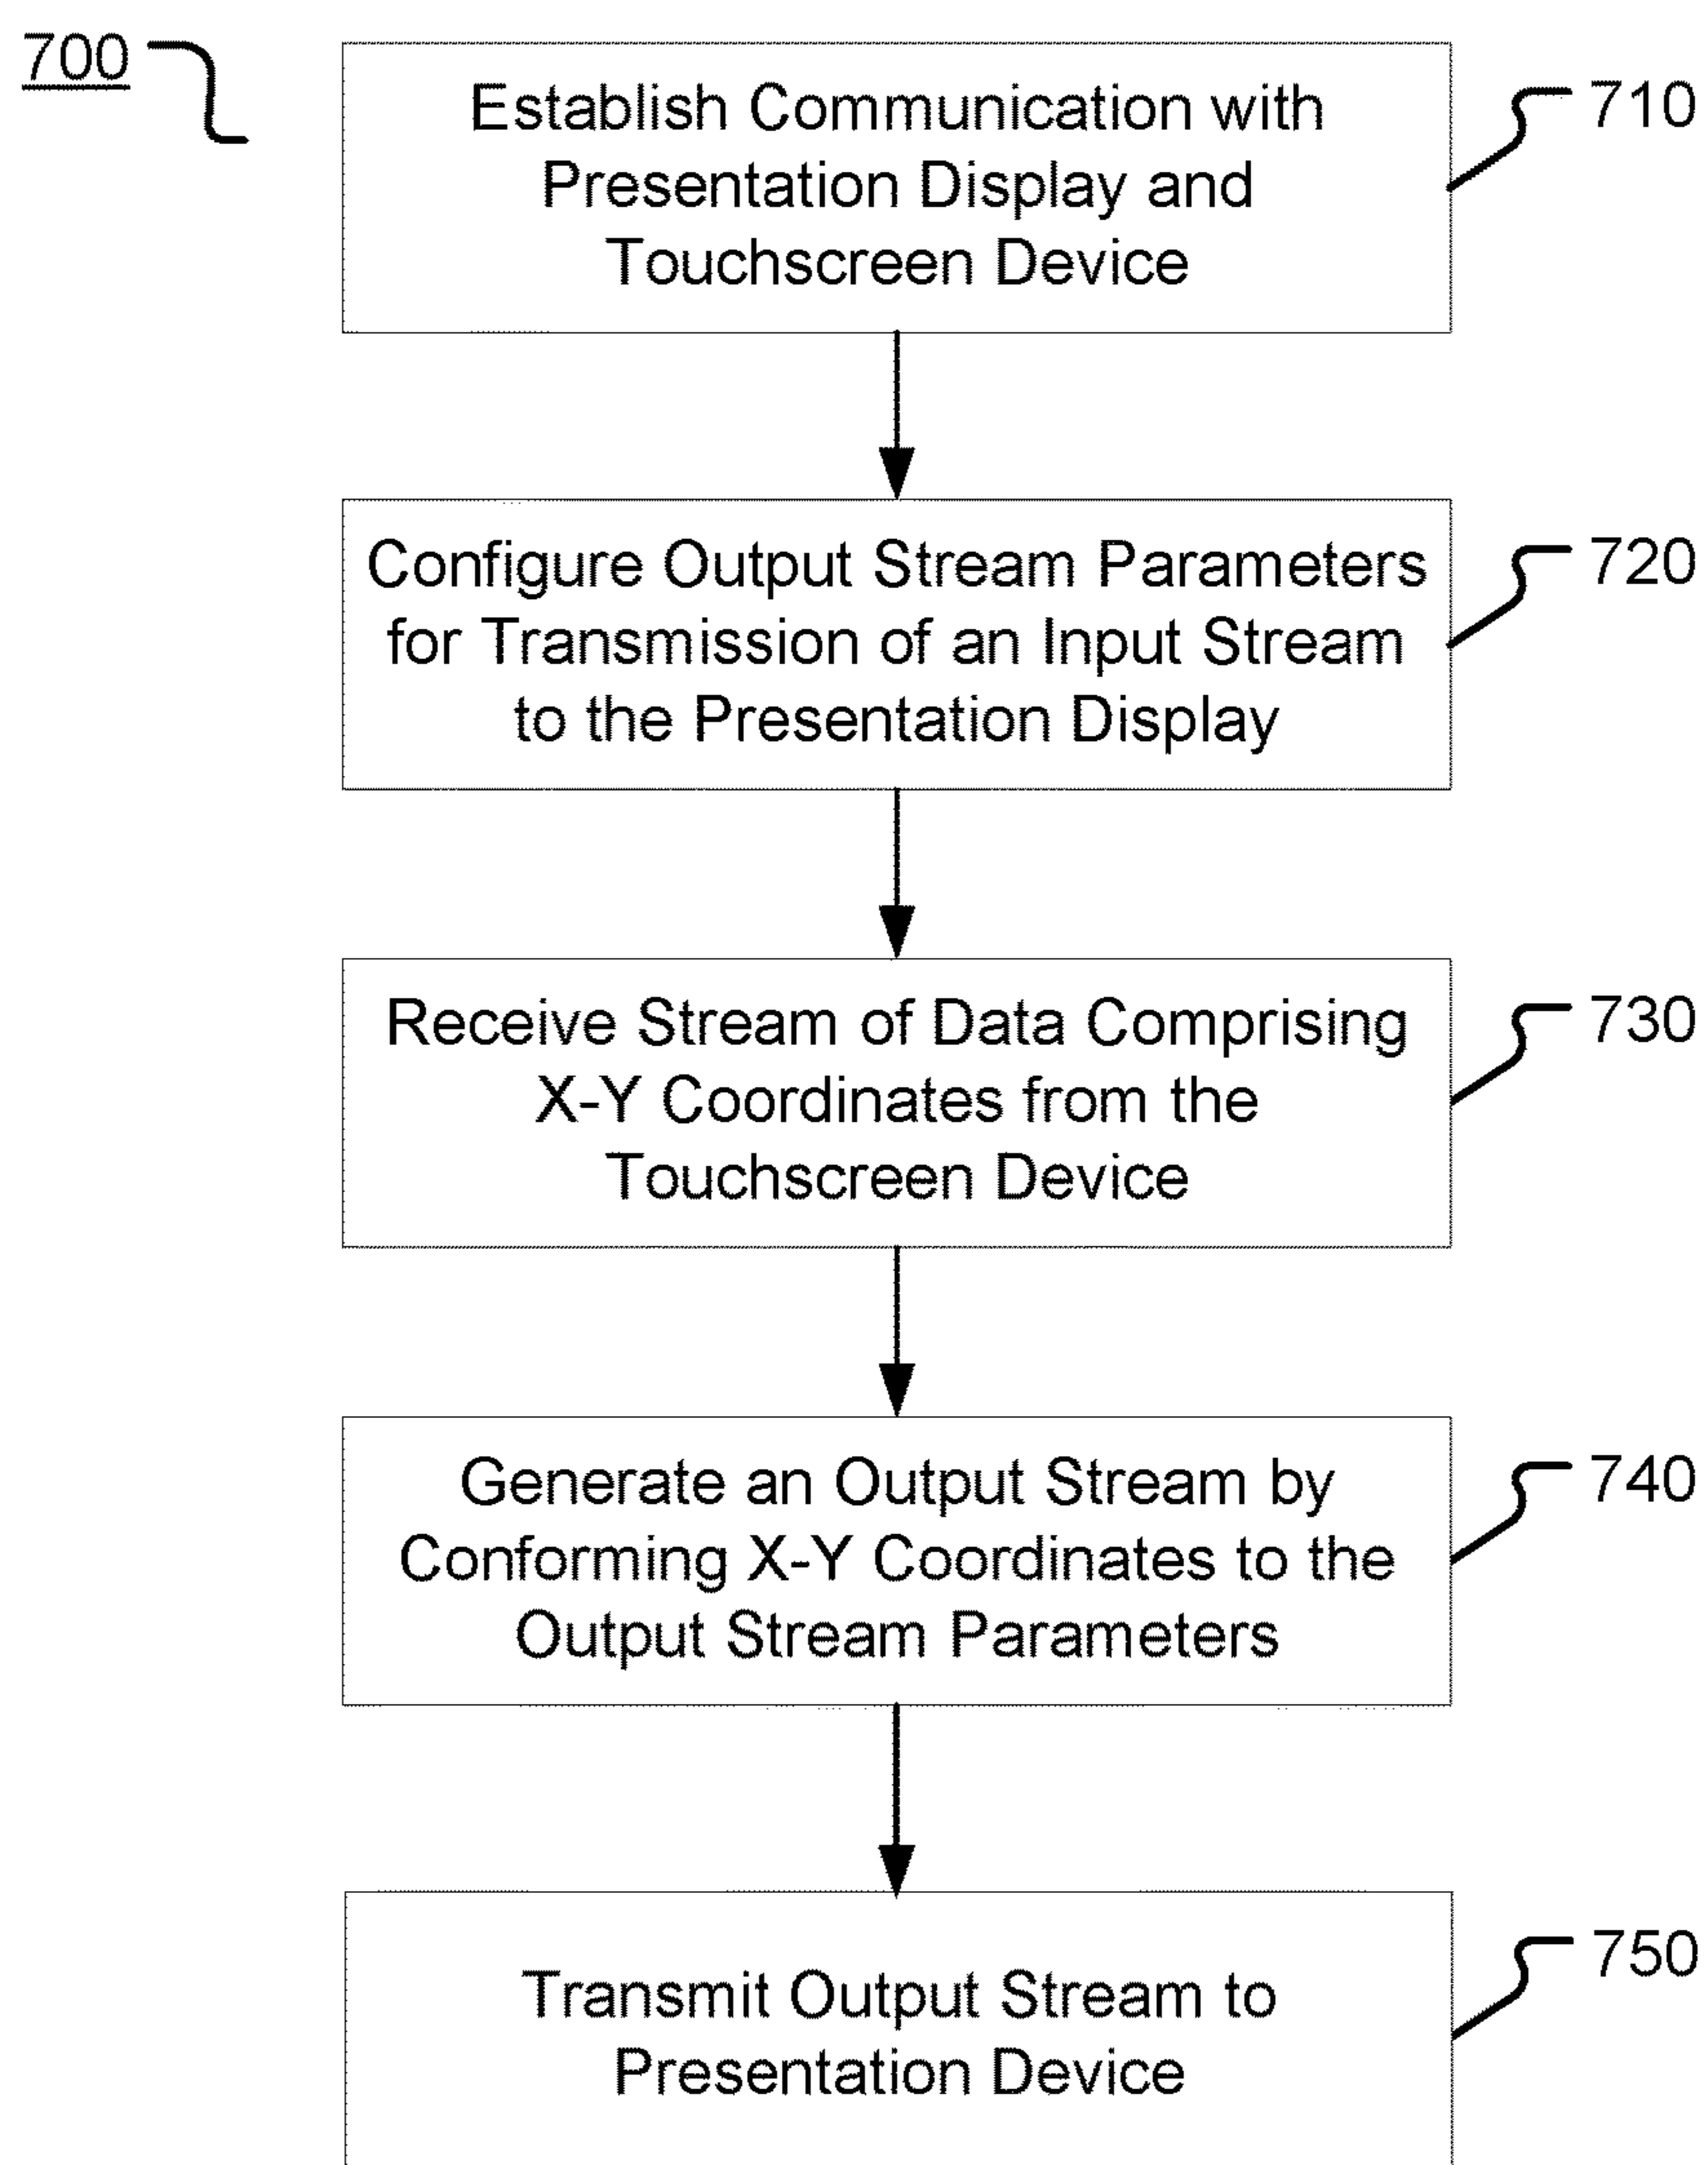 700
Establish Communication with
Presentation Display and
Touchscreen Device
710
Configure Output Stream Parameters
for Transmission of an Input Stream
to the Presentation Display
720
Receive Stream of Data Comprising
X-Y Coordinates from the
Touchscreen Device
730
Generate an Output Stream by
Conforming X-Y Coordinates to the
Output Stream Parameters
740
Transmit Output Stream to
Presentation Device
750